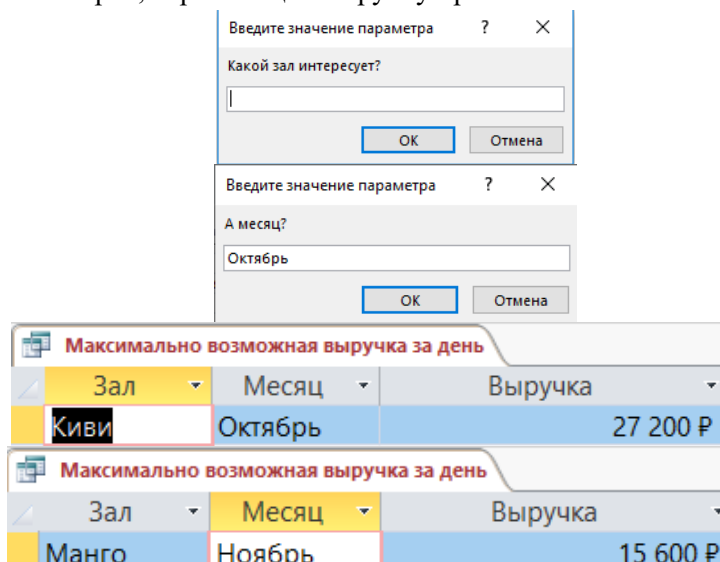 Введите значение параметра ? ×
Какой зал интересует?
ОК Отмена
Введите значение параметра ? ×
А месяц?
Октябрь
ОК Отмена
Максимально возможная выручка за день
Зал Месяц Выручка
Киви Октябрь 27 200 ₽
Максимально возможная выручка за день
Зал Месяц Выручка
Манго Ноябрь 15 600 ₽